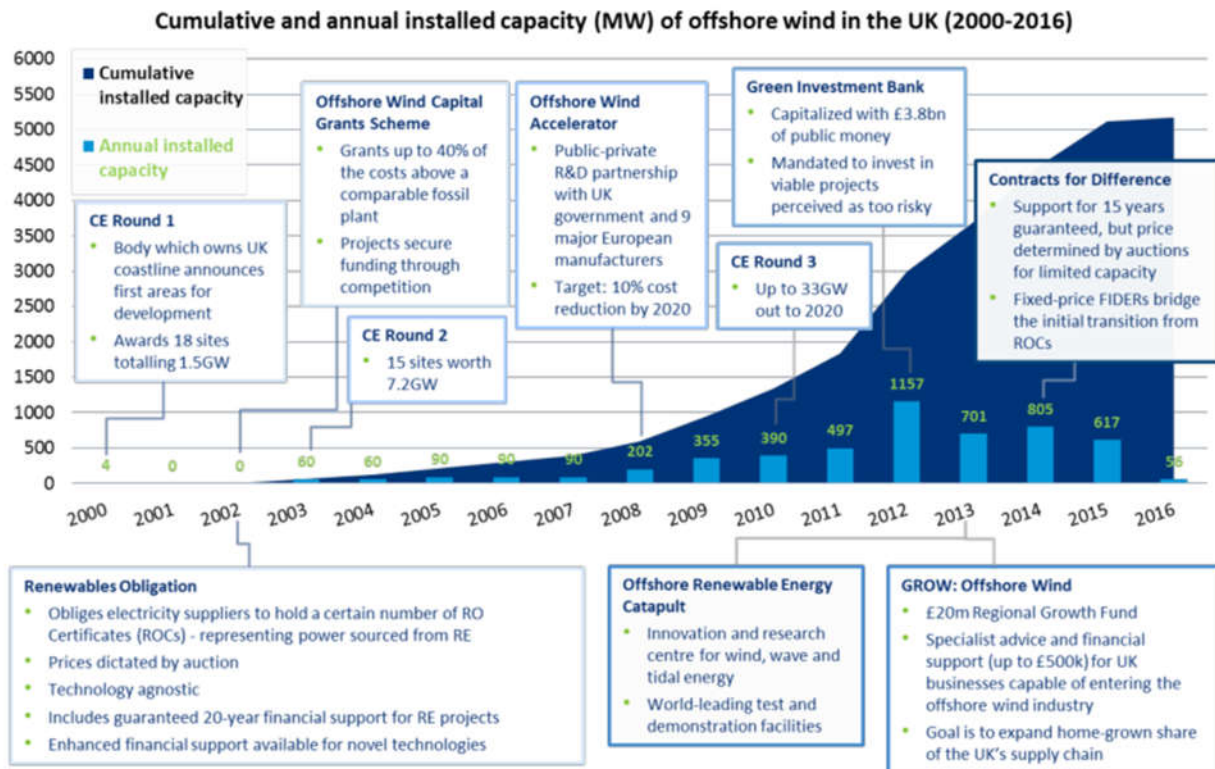 Cumulative and annual installed capacity (MW) of offshore wind in the UK (2000-2016)
6000
5500
5000
4500
4000
3500
3000
2500
2000
1500
1000
500
0
Cumulative
installed capacity
Annual installed
capacity
CE Round 1
Body which owns UK
coastline announces
first areas for
development
Awards 18 sites
totalling 1.5GW
Offshore Wind Capital
Grants Scheme
Grants up to 40% of
the costs above a
comparable fossil
plant
Projects secure
funding through
competition
CE Round 2
15 sites worth
7.2GW
Offshore Wind
Accelerator
Public-private
R&D partnership
with UK
government and 9
major European
manufacturers
Target: 10% cost
reduction by 2020
Green Investment Bank
Capitalized with £3.8bn
of public money
Mandated to invest in
viable projects
perceived as too risky
CE Round 3
Up to 33GW
out to 2020
Contracts for Difference
Support for 15 years
guaranteed, but price
determined by auctions
for limited capacity
Fixed-price FIDERs bridge
the initial transition from
ROCs
4 0 0 60 60 90 90 90 202 355 390 497 1157 701 805 617 56
2000 2001 2002 2003 2004 2005 2006 2007 2008 2009 2010 2011 2012 2013 2014 2015 2016
Renewables Obligation
Obliges electricity suppliers to hold a certain number of RO
Certificates (ROCs) - representing power sourced from RE
Prices dictated by auction
Technology agnostic
Includes guaranteed 20-year financial support for RE projects
Enhanced financial support available for novel technologies
Offshore Renewable Energy
Catapult
Innovation and research
centre for wind, wave and
tidal energy
World-leading test and
demonstration facilities
GROW: Offshore Wind
£20m Regional Growth Fund
Specialist advice and financial
support (up to £500k) for UK
businesses capable of entering the
offshore wind industry
Goal is to expand home-grown share
of the UK's supply chain